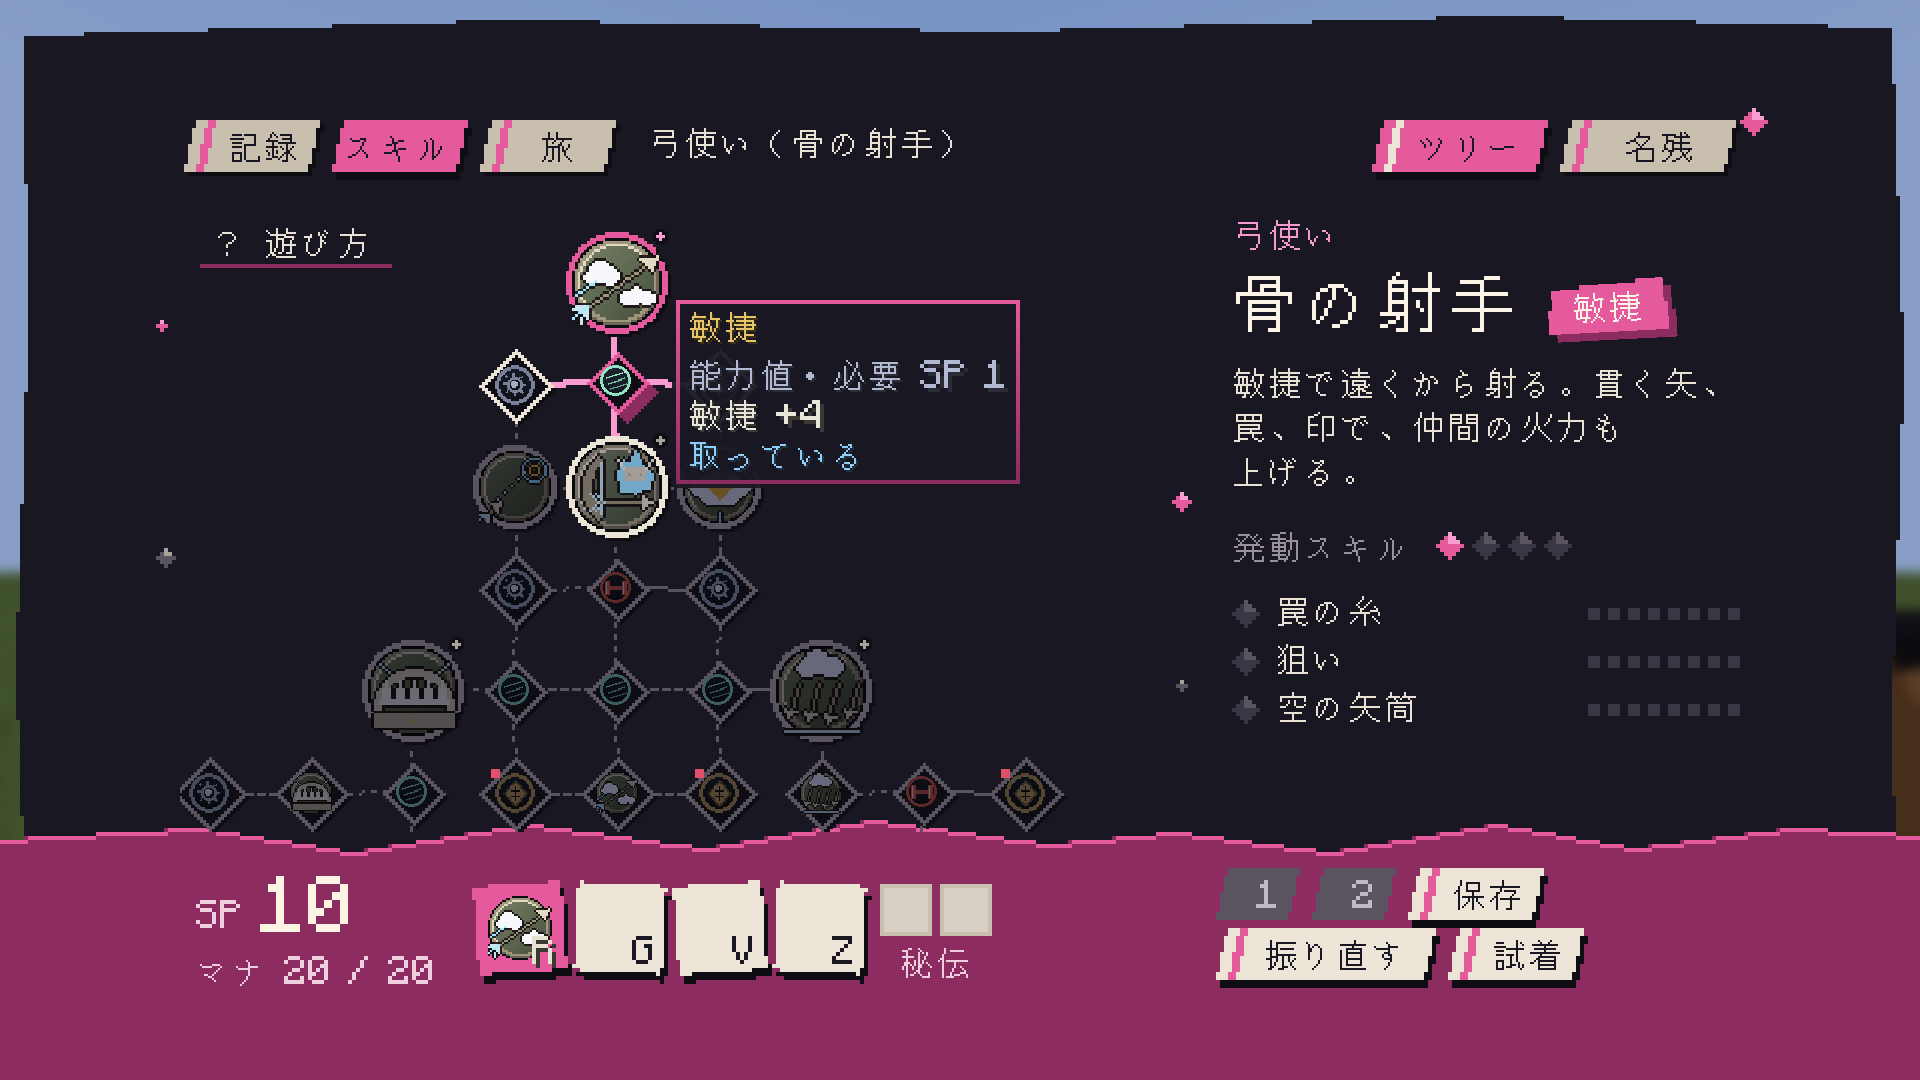 記録
スキル
旅
弓使い（骨の射手）
ツリー
名残
? 遊び方
敏捷
能力値・必要 SP 1
敏捷 +4
取っている
弓使い
骨の射手
敏捷
敏捷で遠くから射る。貫く矢、
罠、印で、仲間の火力も
上げる。
発動スキル
罠の糸
狙い
空の矢筒
SP 10
マナ 20 / 20
R
G
V
Z
秘伝
1
2
保存
振り直す
試着